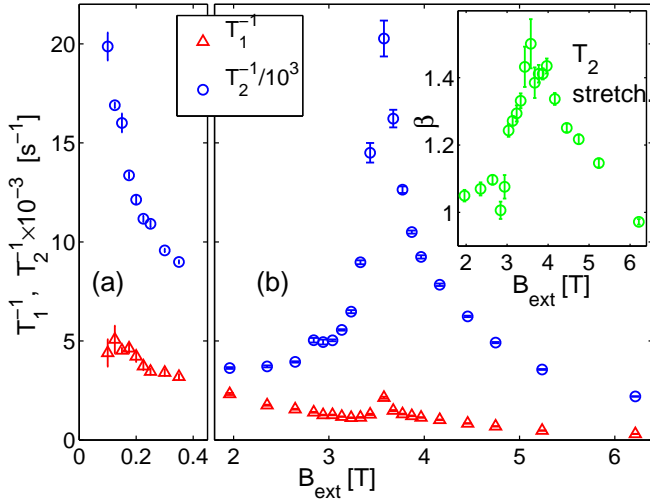 T₁⁻¹
T₂⁻¹/10³
T₁⁻¹ , T₂⁻¹×10⁻³ [s⁻¹]
20
15
10
5
0
(a)
0 0.2 0.4
(b)
2 3 4 5 6
B_ext [T]
T₂
stretch.
β
1.4
1.2
1
2 3 4 5 6
B_ext [T]